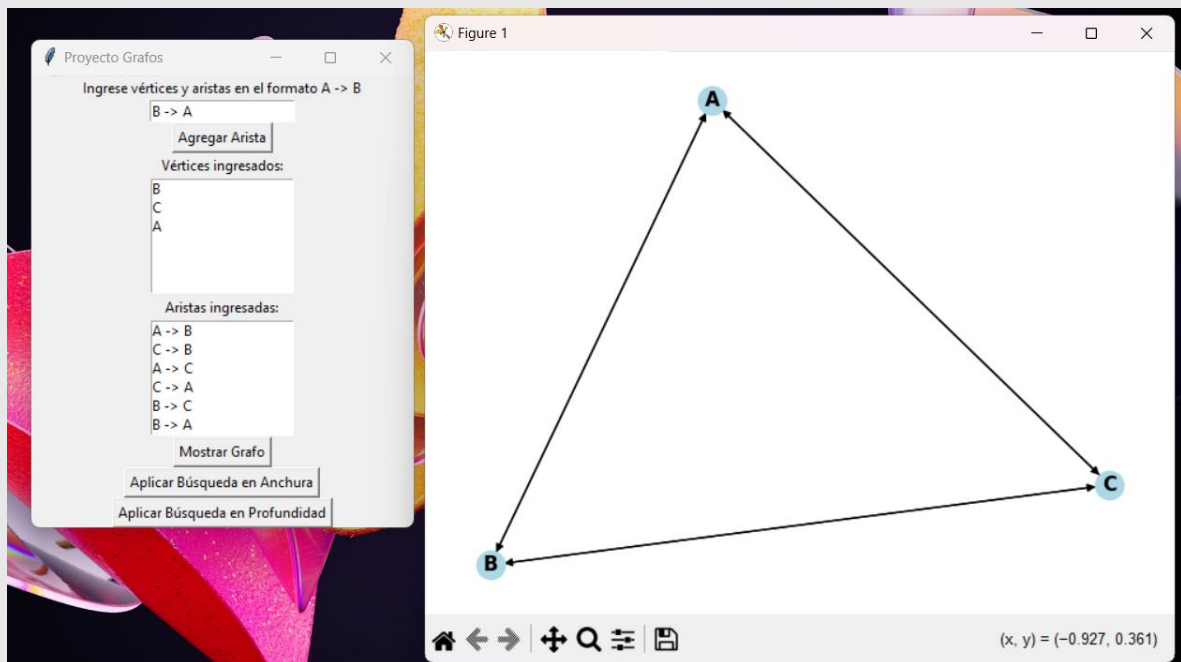 Proyecto Grafos
Ingrese vértices y aristas en el formato A -> B
B -> A
Agregar Arista
Vértices ingresados:
B
C
A
Aristas ingresadas:
A -> B
C -> B
A -> C
C -> A
B -> C
B -> A
Mostrar Grafo
Aplicar Búsqueda en Anchura
Aplicar Búsqueda en Profundidad
Figure 1
A
C
B
(x, y) = (−0.927, 0.361)